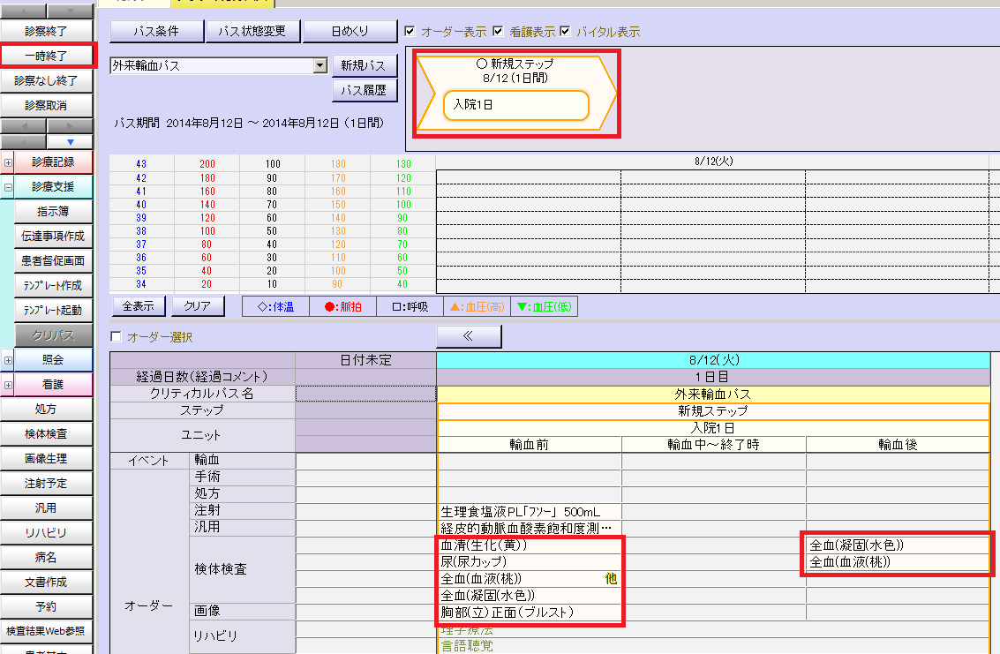 診察終了
一時終了
診察なし終了
診察取消
診療記録
診療支援
指示簿
伝達事項作成
患者督促画面
ﾃﾝﾌﾟﾚｰﾄ作成
ﾃﾝﾌﾟﾚｰﾄ起動
クリパス
照会
看護
処方
検体検査
画像生理
注射予定
汎用
リハビリ
病名
文書作成
予約
検査結果Web参照
パス条件 パス状態変更 日めくり オーダー表示 看護表示 バイタル表示
外来輸血パス 新規パス
パス履歴
パス期間 2014年8月12日 ～ 2014年8月12日 (1日間)
○ 新規ステップ
8/12 (1日間)
入院1日
8/12(火)
43 200 100 180 130
42 180 90 170 120
41 160 80 160 110
40 140 70 150 100
39 120 60 140 90
38 100 50 130 80
37 80 40 120 70
36 60 30 110 60
35 40 20 100 50
34 20 10 90 40
全表示 クリア ◇:体温 ●:脈拍 □:呼吸 ▲:血圧(高) ▼:血圧(低)
オーダー選択 ≪
日付未定 8/12(火)
経過日数(経過コメント) 1日目
クリティカルパス名 外来輸血パス
ステップ 新規ステップ
ユニット 入院1日
輸血前 輸血中～終了時 輸血後
イベント 輸血
手術
処方
注射 生理食塩液PL｢ﾌｿｰ｣ 500mL
汎用 経皮的動脈血酸素飽和度測…
血清(生化(黄)) 全血(凝固(水色))
尿(尿カップ) 全血(血液(桃))
検体検査 全血(血液(桃)) 他
全血(凝固(水色))
オーダー 画像 胸部(立)正面(ブルスト)
リハビリ 理学療法
言語聴覚